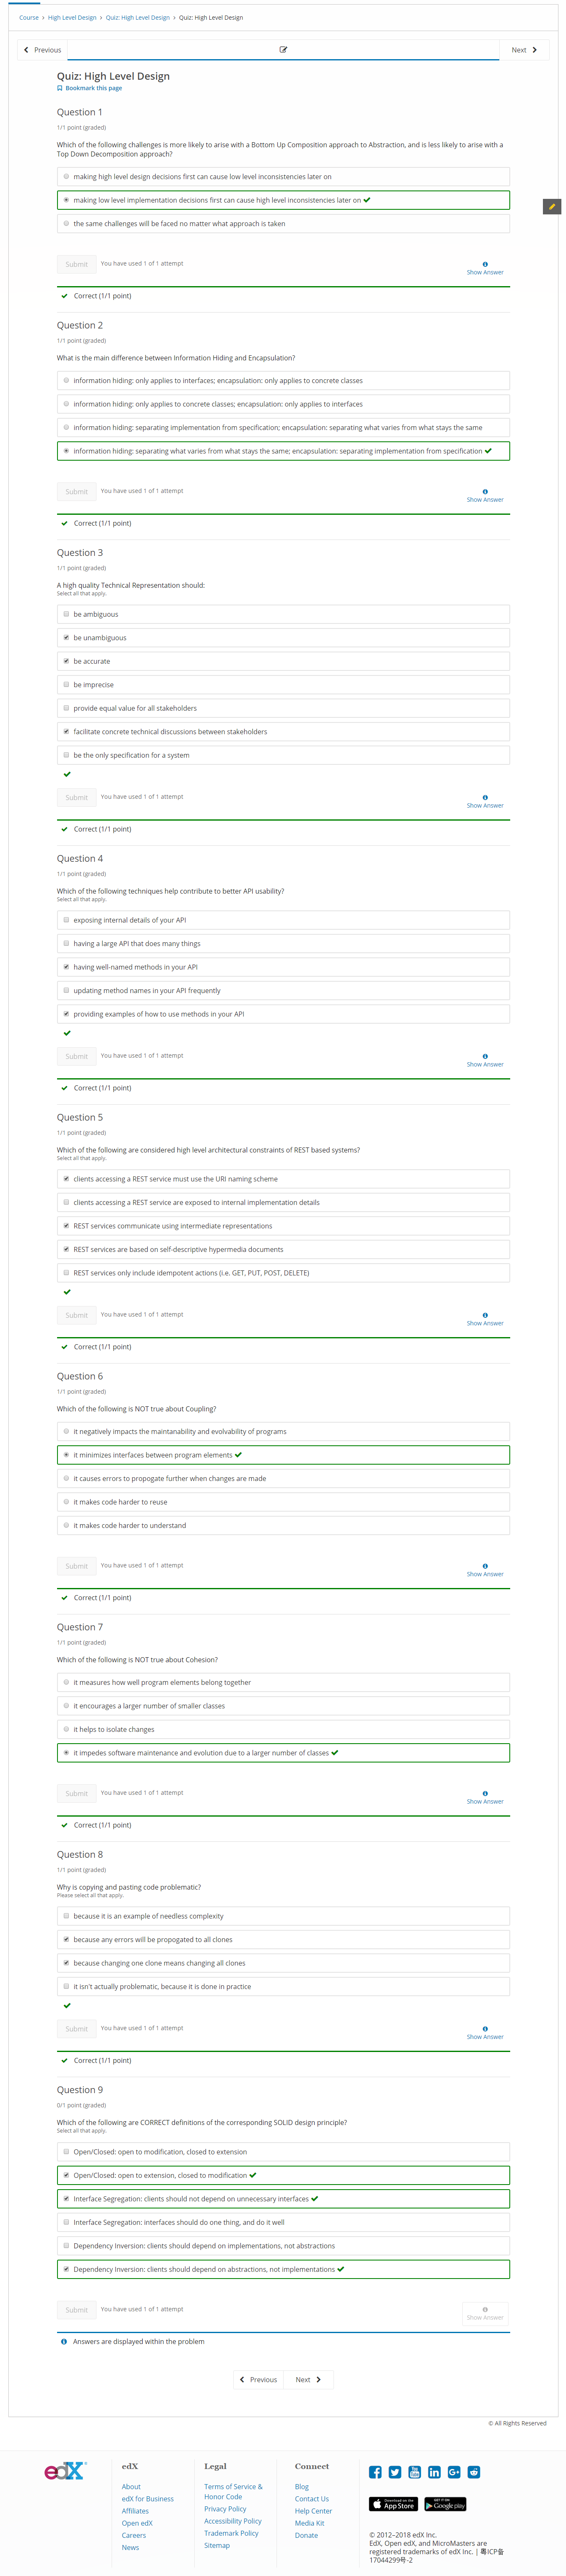 Course > High Level Design > Quiz: High Level Design > Quiz: High Level Design
Previous
Next
Quiz: High Level Design
Bookmark this page
Question 1
1/1 point (graded)
Which of the following challenges is more likely to arise with a Bottom Up Composition approach to Abstraction, and is less likely to arise with a
Top Down Decomposition approach?
making high level design decisions first can cause low level inconsistencies later on
making low level implementation decisions first can cause high level inconsistencies later on
the same challenges will be faced no matter what approach is taken
Submit You have used 1 of 1 attempt
Show Answer
Correct (1/1 point)
Question 2
1/1 point (graded)
What is the main difference between Information Hiding and Encapsulation?
information hiding: only applies to interfaces; encapsulation: only applies to concrete classes
information hiding: only applies to concrete classes; encapsulation: only applies to interfaces
information hiding: separating implementation from specification; encapsulation: separating what varies from what stays the same
information hiding: separating what varies from what stays the same; encapsulation: separating implementation from specification
Submit You have used 1 of 1 attempt
Show Answer
Correct (1/1 point)
Question 3
1/1 point (graded)
A high quality Technical Representation should:
Select all that apply.
be ambiguous
be unambiguous
be accurate
be imprecise
provide equal value for all stakeholders
facilitate concrete technical discussions between stakeholders
be the only specification for a system
Submit You have used 1 of 1 attempt
Show Answer
Correct (1/1 point)
Question 4
1/1 point (graded)
Which of the following techniques help contribute to better API usability?
Select all that apply.
exposing internal details of your API
having a large API that does many things
having well-named methods in your API
updating method names in your API frequently
providing examples of how to use methods in your API
Submit You have used 1 of 1 attempt
Show Answer
Correct (1/1 point)
Question 5
1/1 point (graded)
Which of the following are considered high level architectural constraints of REST based systems?
Select all that apply.
clients accessing a REST service must use the URI naming scheme
clients accessing a REST service are exposed to internal implementation details
REST services communicate using intermediate representations
REST services are based on self-descriptive hypermedia documents
REST services only include idempotent actions (i.e. GET, PUT, POST, DELETE)
Submit You have used 1 of 1 attempt
Show Answer
Correct (1/1 point)
Question 6
1/1 point (graded)
Which of the following is NOT true about Coupling?
it negatively impacts the maintanability and evolvability of programs
it minimizes interfaces between program elements
it causes errors to propogate further when changes are made
it makes code harder to reuse
it makes code harder to understand
Submit You have used 1 of 1 attempt
Show Answer
Correct (1/1 point)
Question 7
1/1 point (graded)
Which of the following is NOT true about Cohesion?
it measures how well program elements belong together
it encourages a larger number of smaller classes
it helps to isolate changes
it impedes software maintenance and evolution due to a larger number of classes
Submit You have used 1 of 1 attempt
Show Answer
Correct (1/1 point)
Question 8
1/1 point (graded)
Why is copying and pasting code problematic?
Please select all that apply.
because it is an example of needless complexity
because any errors will be propogated to all clones
because changing one clone means changing all clones
it isn't actually problematic, because it is done in practice
Submit You have used 1 of 1 attempt
Show Answer
Correct (1/1 point)
Question 9
0/1 point (graded)
Which of the following are CORRECT definitions of the corresponding SOLID design principle?
Select all that apply.
Open/Closed: open to modification, closed to extension
Open/Closed: open to extension, closed to modification
Interface Segregation: clients should not depend on unnecessary interfaces
Interface Segregation: interfaces should do one thing, and do it well
Dependency Inversion: clients should depend on implementations, not abstractions
Dependency Inversion: clients should depend on abstractions, not implementations
Submit You have used 1 of 1 attempt
Show Answer
Answers are displayed within the problem
Previous Next
© All Rights Reserved
edX
edX
About
edX for Business
Affiliates
Open edX
Careers
News
Legal
Terms of Service &
Honor Code
Privacy Policy
Accessibility Policy
Trademark Policy
Sitemap
Connect
Blog
Contact Us
Help Center
Media Kit
Donate
Download on the App Store
GET IT ON Google play
© 2012–2018 edX Inc.
EdX, Open edX, and MicroMasters are
registered trademarks of edX Inc. | 粤ICP备
17044299号-2